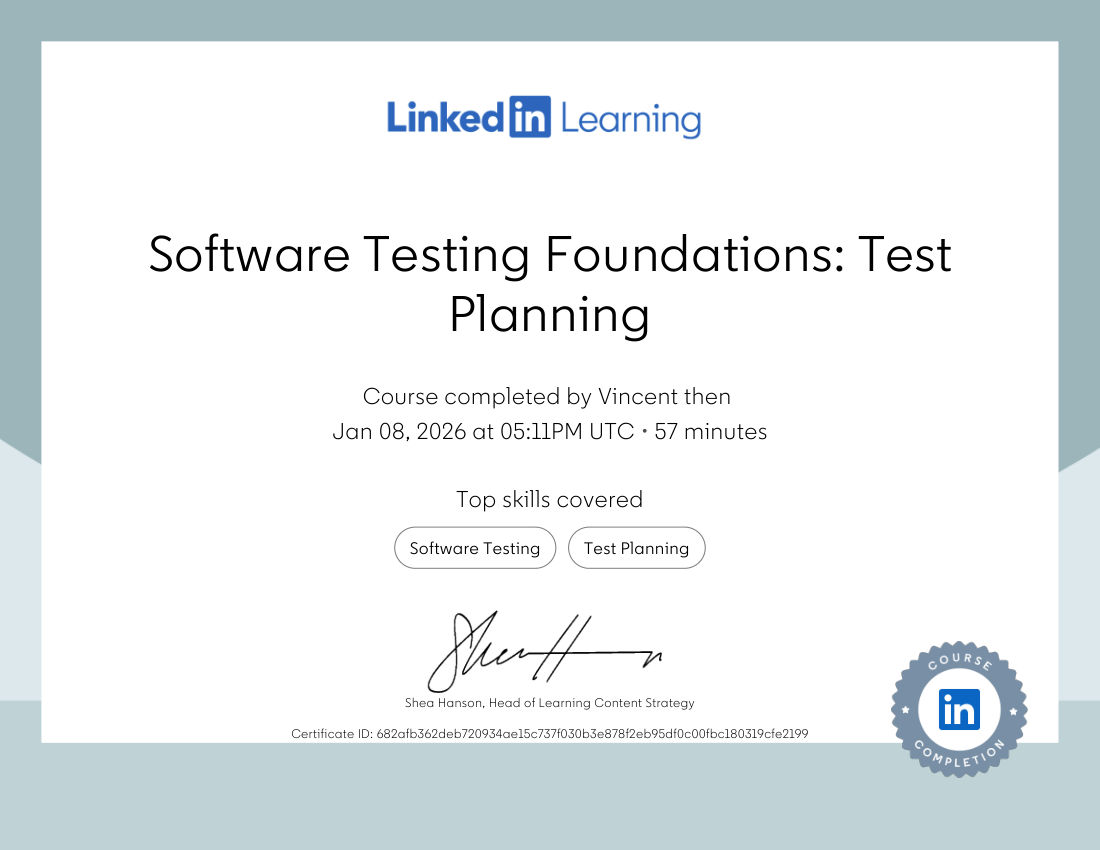 Linked in Learning
Software Testing Foundations: Test
Planning
Course completed by Vincent then
Jan 08, 2026 at 05:11PM UTC • 57 minutes
Top skills covered
Software Testing
Test Planning
Shea Hanson, Head of Learning Content Strategy
Certificate ID: 682afb362deb720934ae15c737f030b3e878f2eb95df0c00fbc180319cfe2199
COURSE
in
COMPLETION